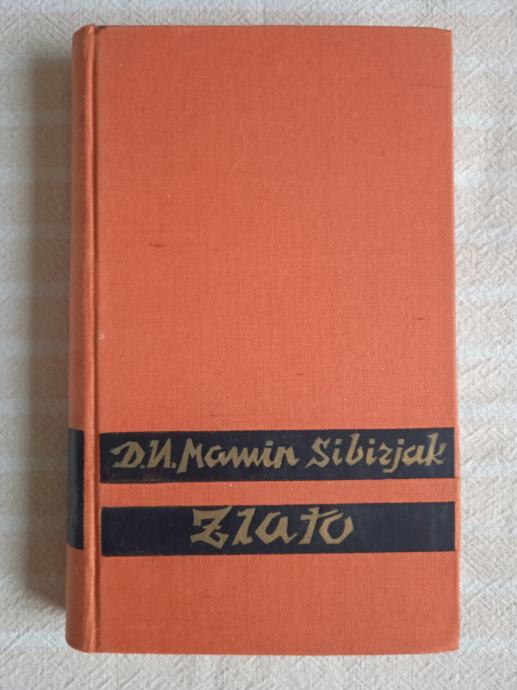 D.N. Mamin Sibirjak
Zlato